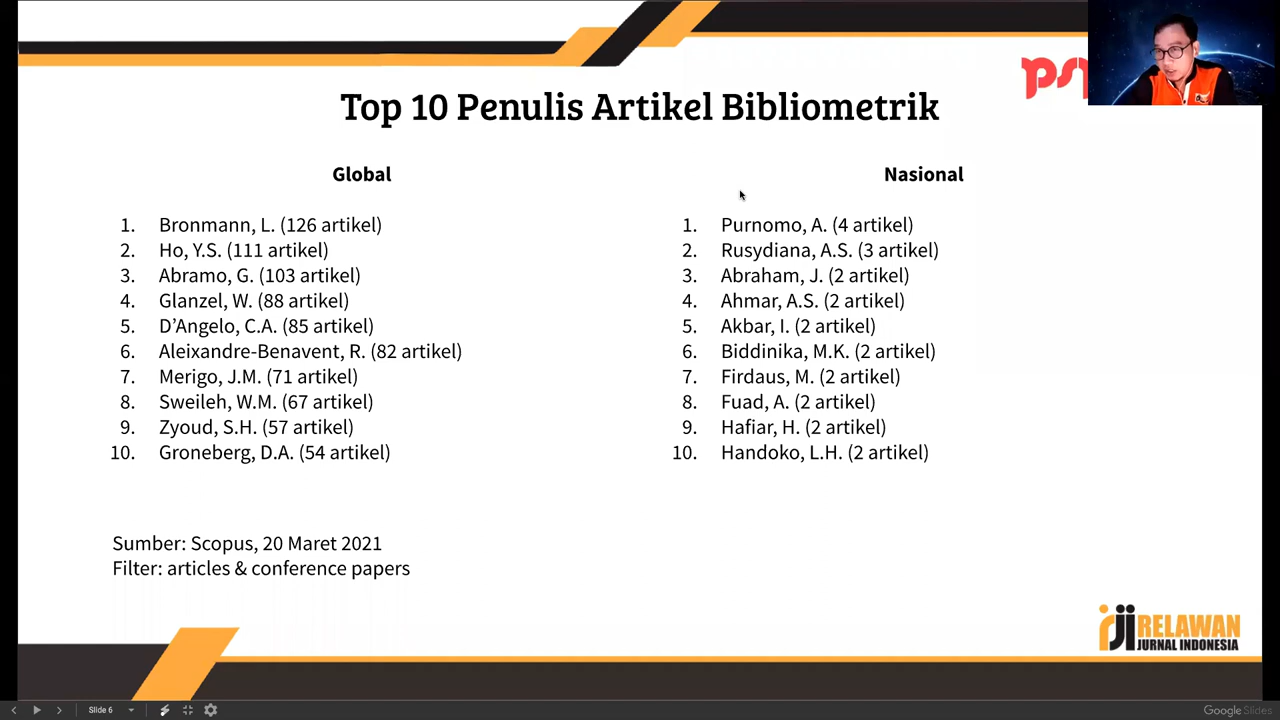 Top 10 Penulis Artikel Bibliometrik
Global
1. Bronmann, L. (126 artikel)
2. Ho, Y.S. (111 artikel)
3. Abramo, G. (103 artikel)
4. Glanzel, W. (88 artikel)
5. D’Angelo, C.A. (85 artikel)
6. Aleixandre-Benavent, R. (82 artikel)
7. Merigo, J.M. (71 artikel)
8. Sweileh, W.M. (67 artikel)
9. Zyoud, S.H. (57 artikel)
10. Groneberg, D.A. (54 artikel)
Nasional
1. Purnomo, A. (4 artikel)
2. Rusydiana, A.S. (3 artikel)
3. Abraham, J. (2 artikel)
4. Ahmar, A.S. (2 artikel)
5. Akbar, I. (2 artikel)
6. Biddinika, M.K. (2 artikel)
7. Firdaus, M. (2 artikel)
8. Fuad, A. (2 artikel)
9. Hafiar, H. (2 artikel)
10. Handoko, L.H. (2 artikel)
Sumber: Scopus, 20 Maret 2021
Filter: articles & conference papers
RELAWAN
JURNAL INDONESIA
Slide 6
Google Slides